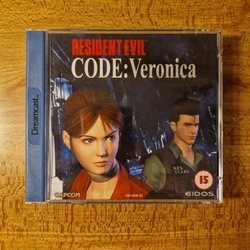 RESIDENT EVIL
CODE:Veronica
Dreamcast
CAPCOM
15
EIDOS